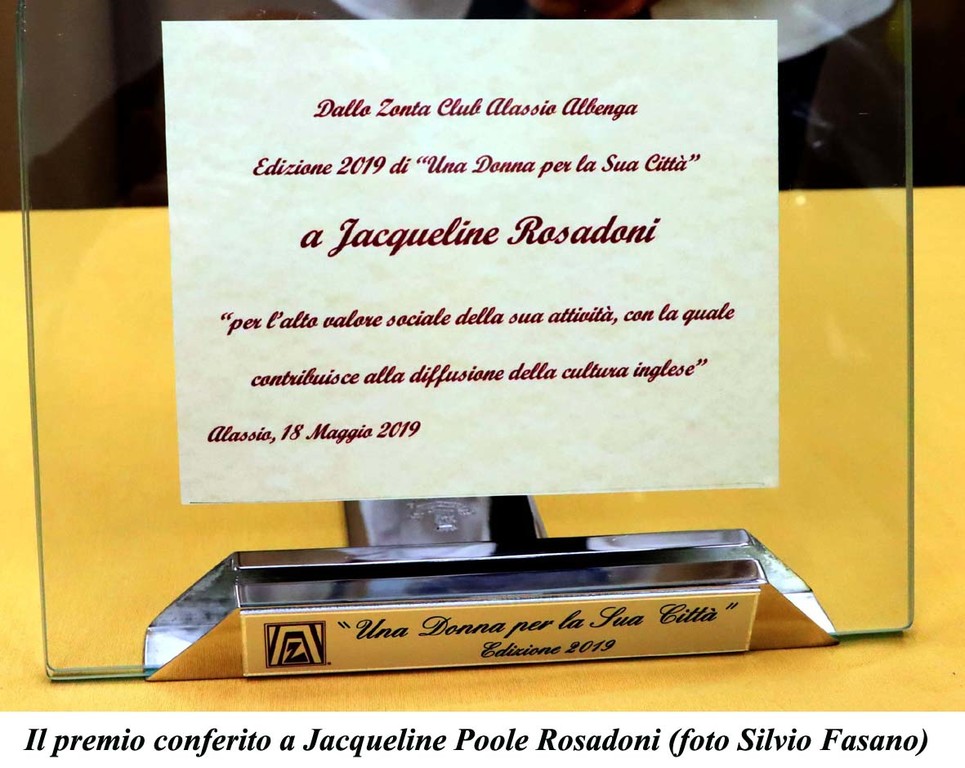 Dallo Zonta Club Alassio Albenga
Edizione 2019 di “Una Donna per la Sua Città”
a Jacqueline Rosadoni
“per l’alto valore sociale della sua attività, con la quale
contribuisce alla diffusione della cultura inglese”
Alassio, 18 Maggio 2019
“Una Donna per la Sua Città”
Edizione 2019
Il premio conferito a Jacqueline Poole Rosadoni (foto Silvio Fasano)